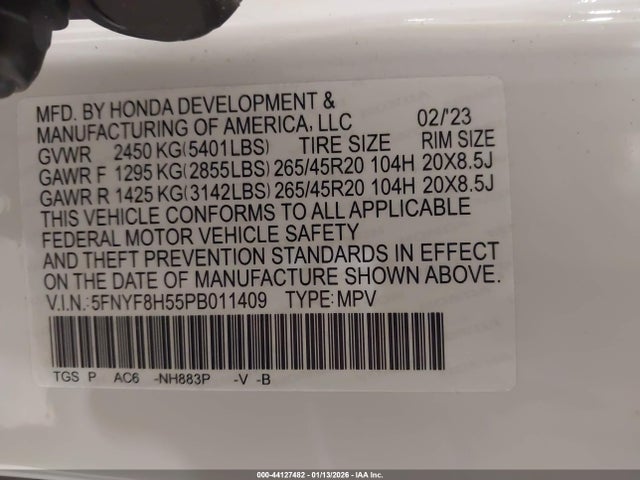 MFD. BY HONDA DEVELOPMENT &
MANUFACTURING OF AMERICA, LLC 02/'23
GVWR 2450 KG(5401LBS) TIRE SIZE RIM SIZE
GAWR F 1295 KG(2855LBS) 265/45R20 104H 20X8.5J
GAWR R 1425 KG(3142LBS) 265/45R20 104H 20X8.5J
THIS VEHICLE CONFORMS TO ALL APPLICABLE
FEDERAL MOTOR VEHICLE SAFETY
AND THEFT PREVENTION STANDARDS IN EFFECT
ON THE DATE OF MANUFACTURE SHOWN ABOVE.
V.I.N.:5FNYF8H55PB011409 TYPE:MPV
TGS P AC6 -NH883P -V -B
000-44127482 - 01/13/2026 - IAA Inc.